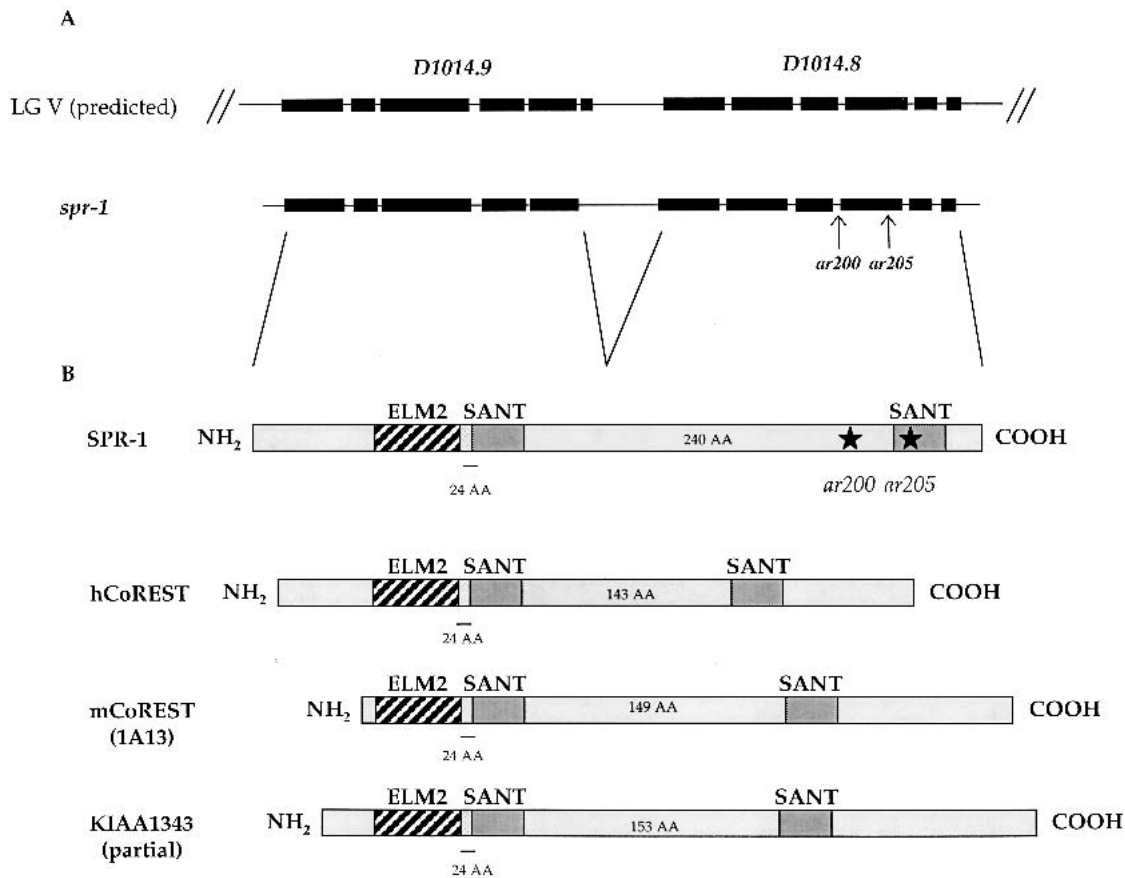 A
D1014.9 D1014.8
LG V (predicted)
spr-1
ar200 ar205
B
ELM2 SANT SANT
SPR-1 NH2 240 AA COOH
24 AA ar200 ar205
ELM2 SANT SANT
hCoREST NH2 143 AA COOH
24 AA
ELM2 SANT SANT
mCoREST NH2 149 AA COOH
(1A13)
24 AA
ELM2 SANT SANT
KIAA1343 NH2 153 AA COOH
(partial)
24 AA